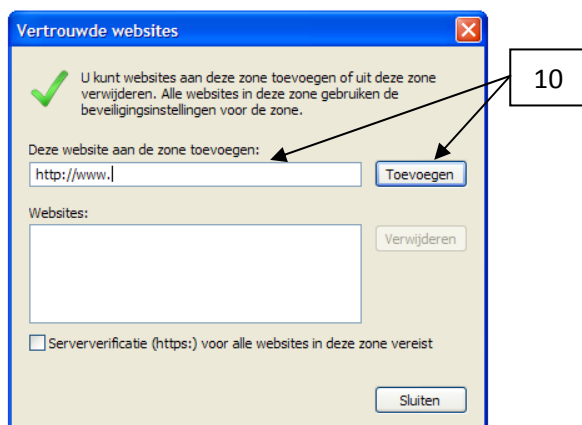 Vertrouwde websites
U kunt websites aan deze zone toevoegen of uit deze zone
verwijderen. Alle websites in deze zone gebruiken de
beveiligingsinstellingen voor de zone.
10
Deze website aan de zone toevoegen:
http://www.
Toevoegen
Websites:
Verwijderen
Serververificatie (https:) voor alle websites in deze zone vereist
Sluiten